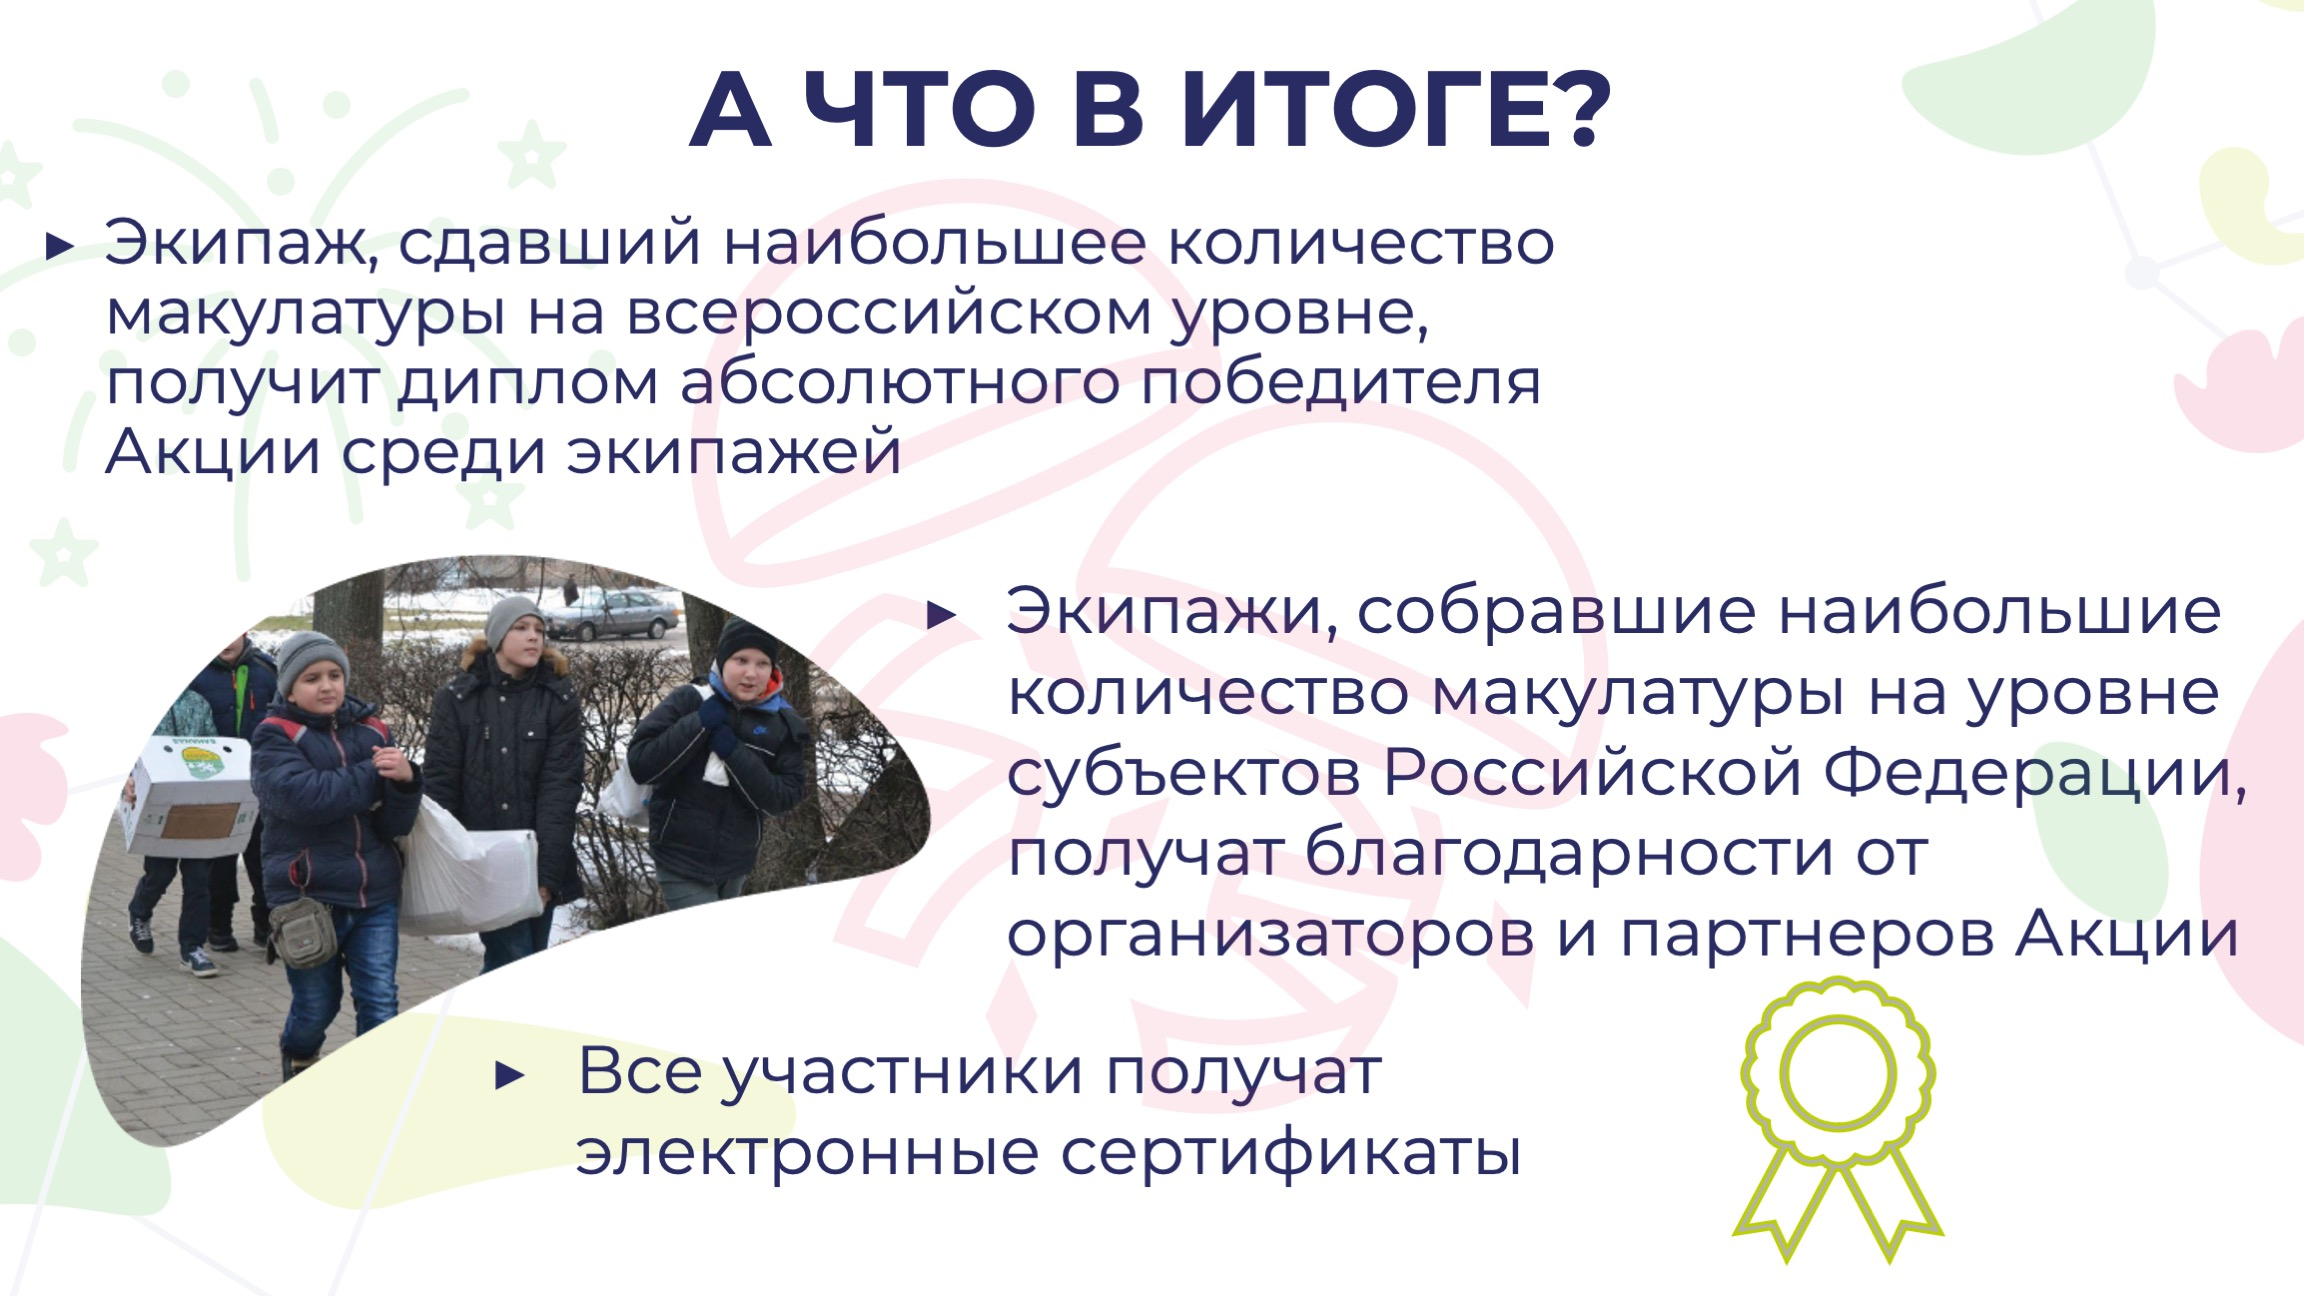 А ЧТО В ИТОГЕ?
► Экипаж, сдавший наибольшее количество
макулатуры на всероссийском уровне,
получит диплом абсолютного победителя
Акции среди экипажей
► Экипажи, собравшие наибольшие
количество макулатуры на уровне
субъектов Российской Федерации,
получат благодарности от
организаторов и партнеров Акции
► Все участники получат
электронные сертификаты